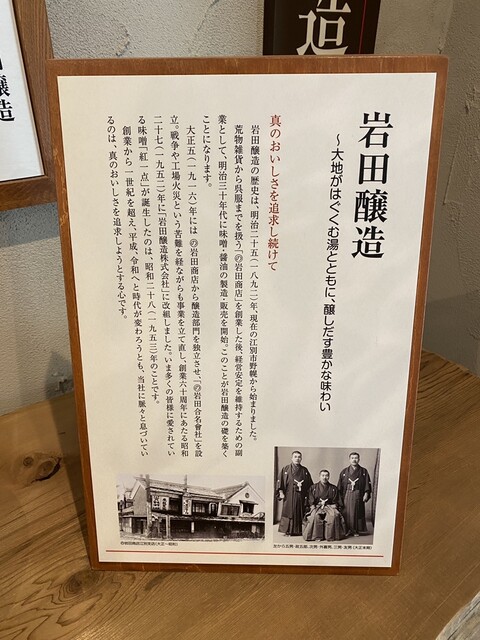 岩田醸造
～大地がはぐくむ湯とともに、醸しだす豊かな味わい
真のおいしさを追求し続けて
岩田醸造の歴史は、明治二十五（一八九二）年、現在の江別市野幌から始まりました。
荒物雑貨から呉服までを扱う「㋨岩田商店」を創業した後、経営安定を維持するための副
業として、明治三十年代に味噌・醤油の製造・販売を開始。このことが岩田醸造の礎を築く
ことになります。
大正五（一九一六）年には ㋨岩田商店から醸造部門を独立させ、「㋨岩田合名會社」を設
立。戦争や工場火災という苦難を経ながらも事業を立て直し、創業六十周年にあたる昭和
二十七（一九五二）年に「岩田醸造株式会社」に改組しました。いま多くの皆様に愛されてい
る味噌「紅一点」が誕生したのは、昭和二十八（一九五三）年のことです。
創業から一世紀を超え、平成、令和へと時代が変わろうとも、当社に脈々と息づいてい
るのは、真のおいしさを追求しようとする心です。
造
醸造